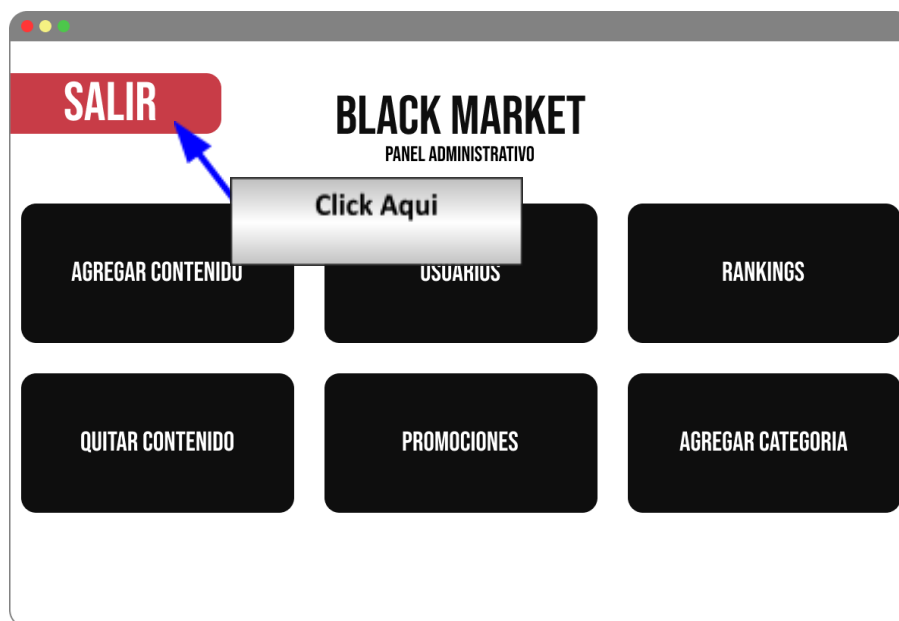 SALIR
BLACK MARKET
PANEL ADMINISTRATIVO
Click Aqui
AGREGAR CONTENIDO
USUARIOS
RANKINGS
QUITAR CONTENIDO
PROMOCIONES
AGREGAR CATEGORIA